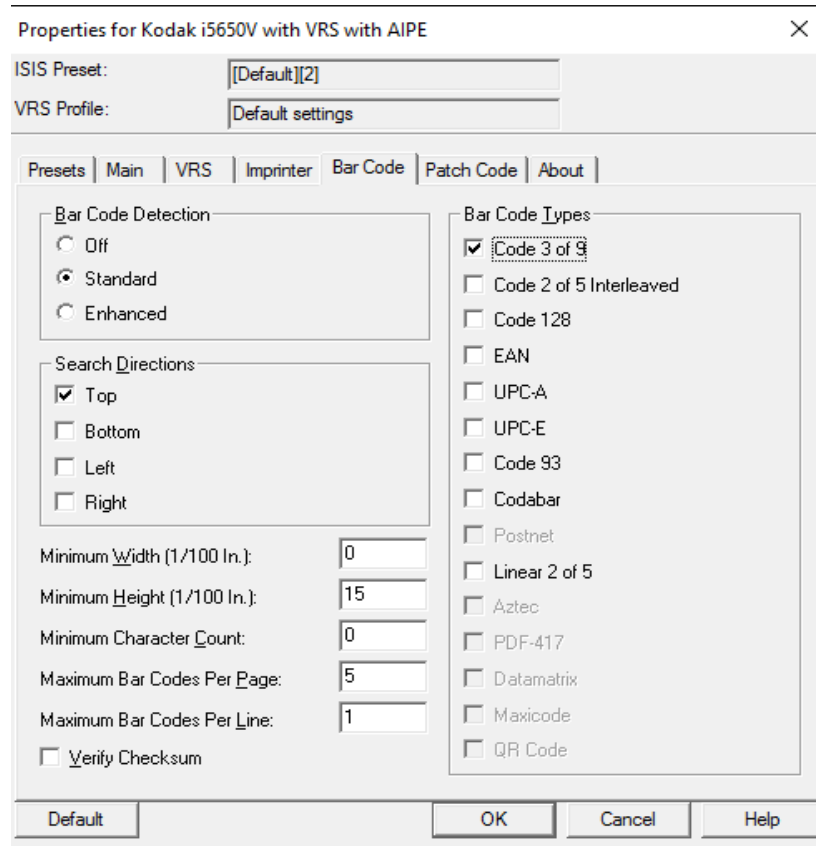 Properties for Kodak i5650V with VRS with AIPE
ISIS Preset:
[Default][2]
VRS Profile:
Default settings
Presets Main VRS Imprinter Bar Code Patch Code About
Bar Code Detection
Off
Standard
Enhanced
Search Directions
Top
Bottom
Left
Right
Minimum Width (1/100 In.): 0
Minimum Height (1/100 In.): 15
Minimum Character Count: 0
Maximum Bar Codes Per Page: 5
Maximum Bar Codes Per Line: 1
Verify Checksum
Bar Code Types
Code 3 of 9
Code 2 of 5 Interleaved
Code 128
EAN
UPC-A
UPC-E
Code 93
Codabar
Postnet
Linear 2 of 5
Aztec
PDF-417
Datamatrix
Maxicode
QR Code
Default OK Cancel Help